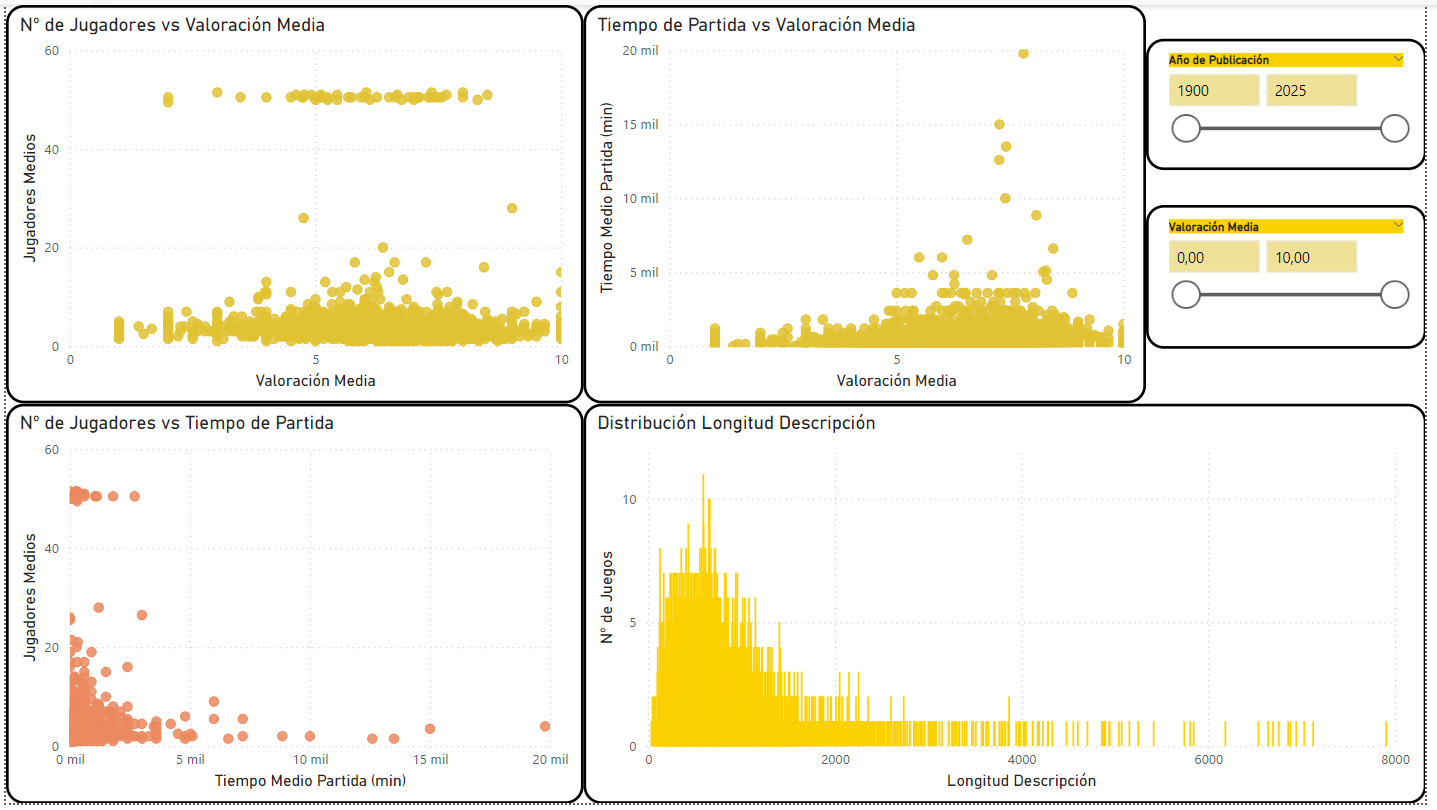 Nº de Jugadores vs Valoración Media
60
40
20
0
Jugadores Medios
0
5
10
Valoración Media
Tiempo de Partida vs Valoración Media
20 mil
15 mil
10 mil
5 mil
0 mil
Tiempo Medio Partida (min)
0
5
10
Valoración Media
Año de Publicación
1900
2025
Valoración Media
0,00
10,00
Nº de Jugadores vs Tiempo de Partida
60
40
20
0
Jugadores Medios
0 mil
5 mil
10 mil
15 mil
20 mil
Tiempo Medio Partida (min)
Distribución Longitud Descripción
10
5
0
Nº de Juegos
0
2000
4000
6000
8000
Longitud Descripción